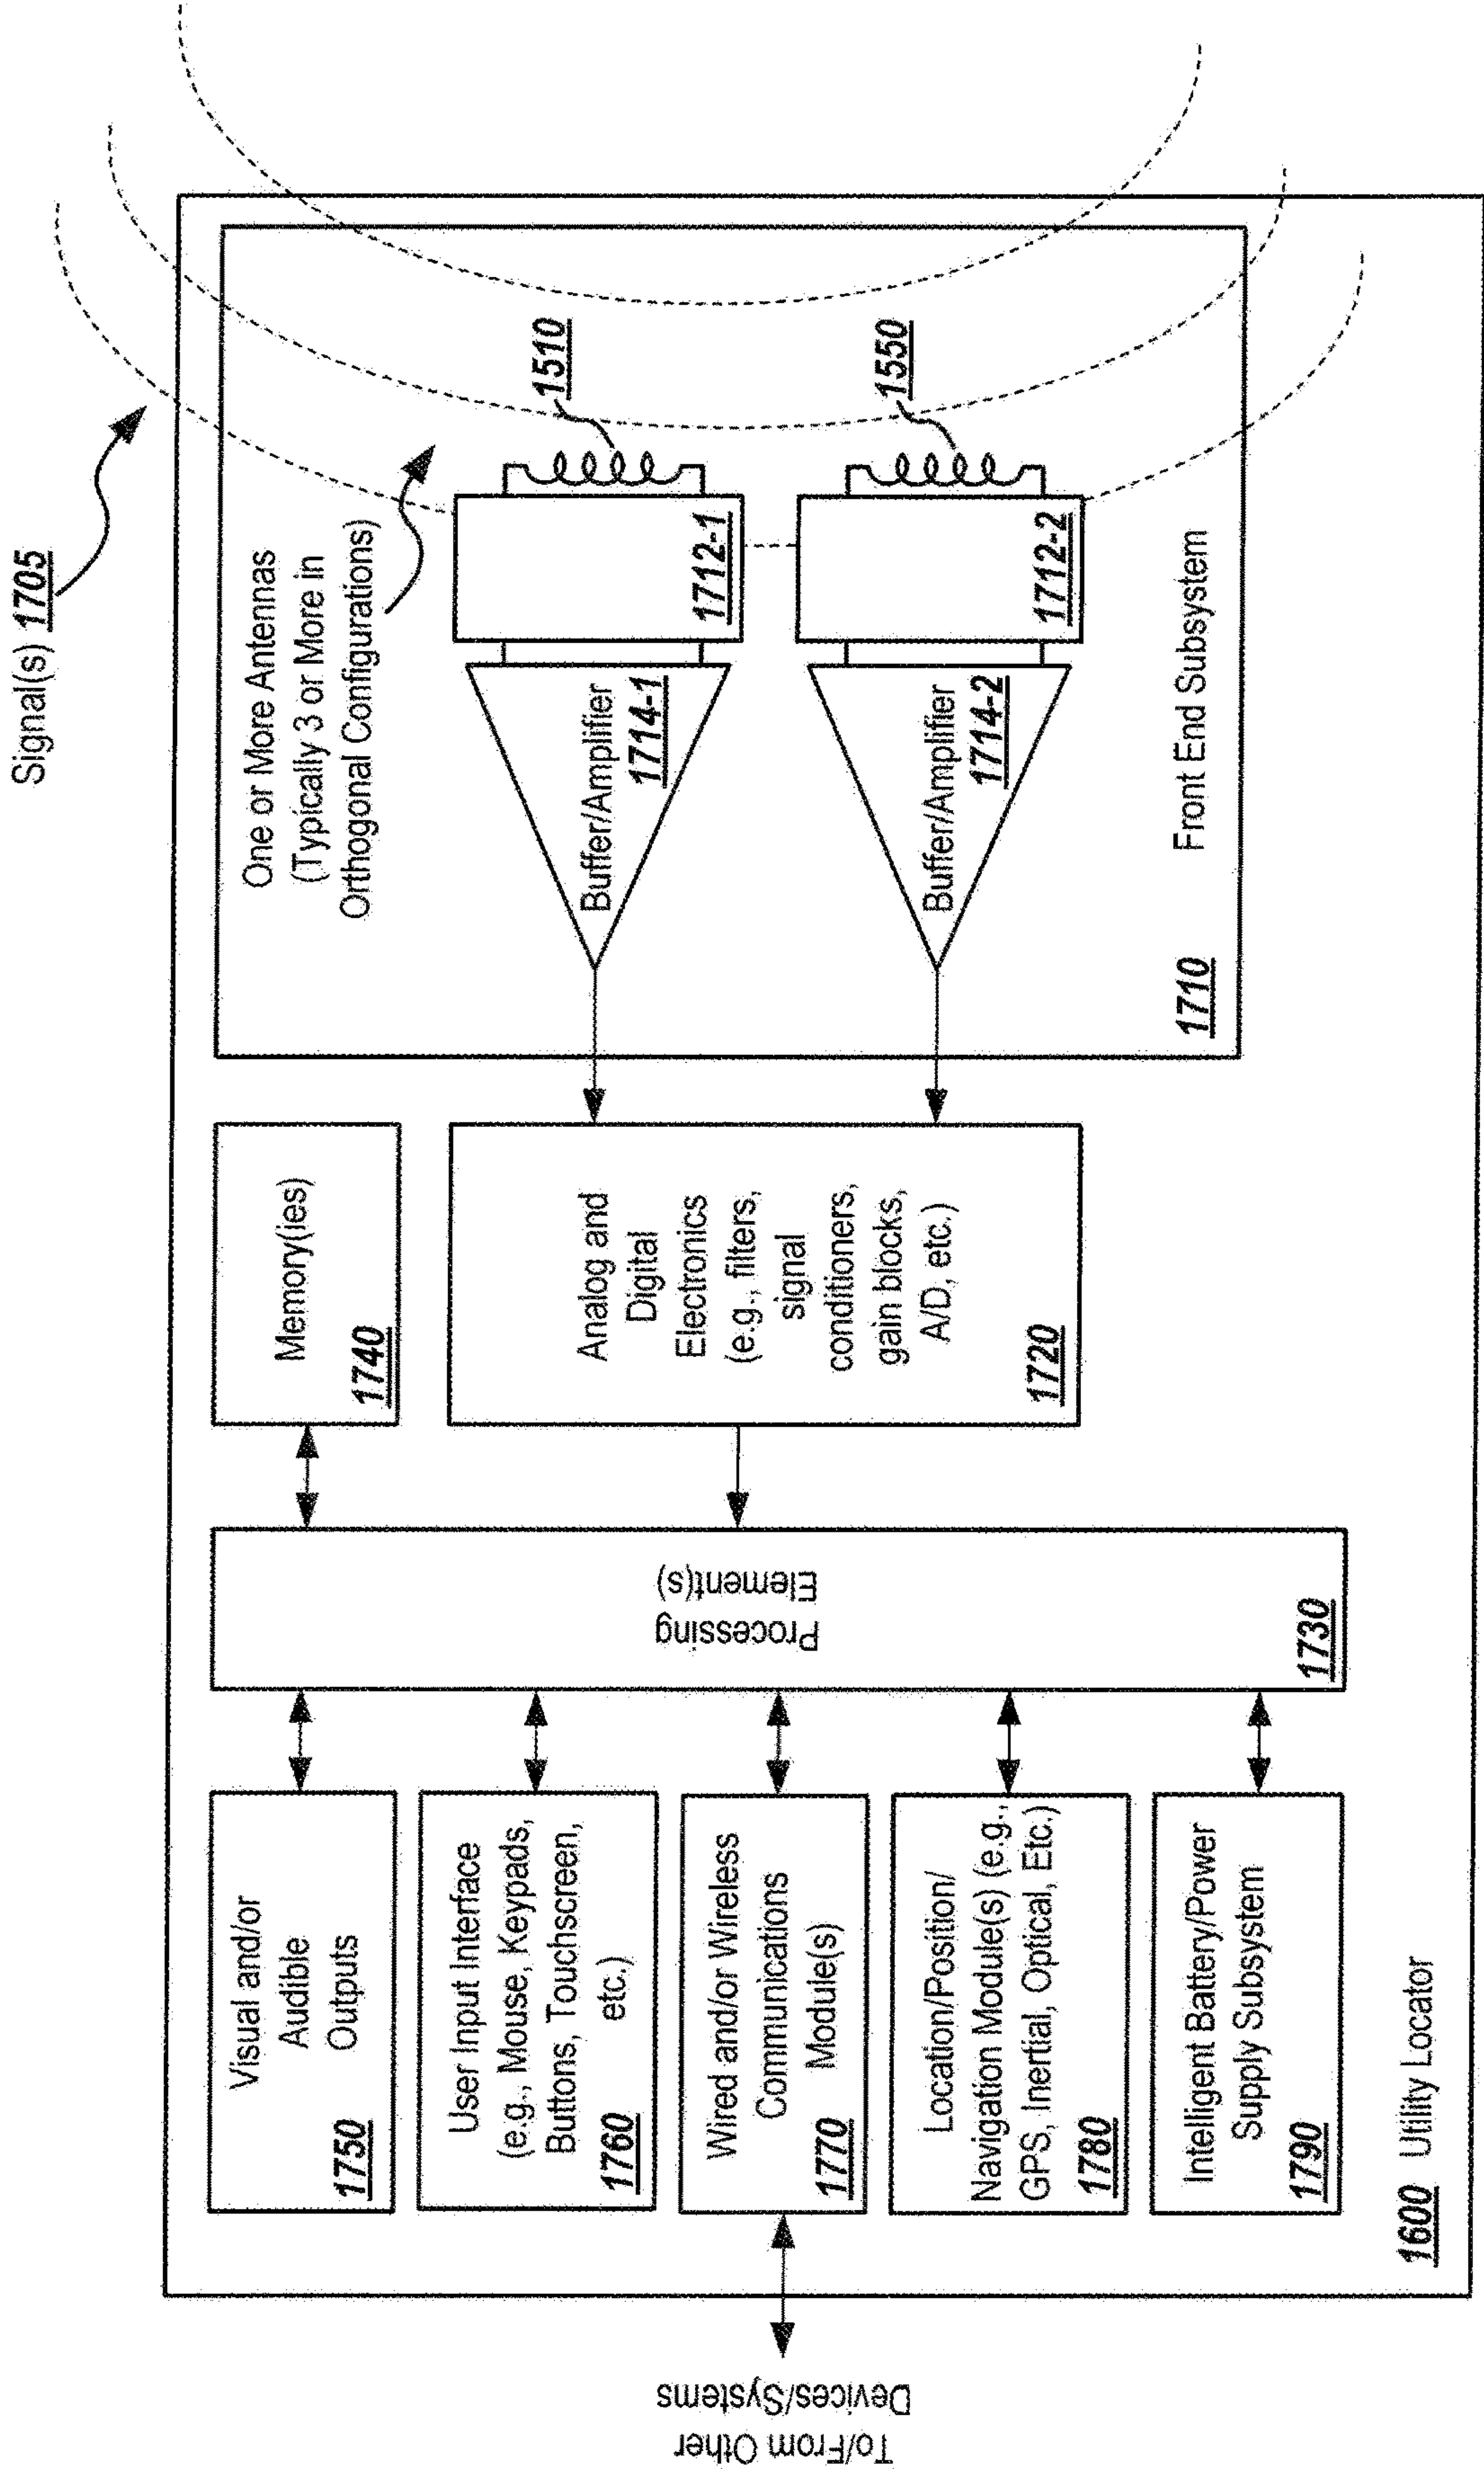 Signal(s) 1705
One or More Antennas
(Typically 3 or More in
Orthogonal Configurations)
1510
1712-1
Buffer/Amplifier
1714-1
1550
1712-2
Buffer/Amplifier
1714-2
Front End Subsystem
1710
Memory(ies)
1740
Analog and
Digital
Electronics
(e.g., filters,
signal
conditioners,
gain blocks,
A/D, etc.)
1720
Processing
Element(s)
1730
Visual and/or
Audible
Outputs
1750
User Input Interface
(e.g., Mouse, Keypads,
Buttons, Touchscreen,
etc.)
1760
Wired and/or Wireless
Communications
Module(s)
1770
Location/Position/
Navigation Module(s) (e.g.,
GPS, Inertial, Optical, Etc.)
1780
Intelligent Battery/Power
Supply Subsystem
1790
1600 Utility Locator
To/From Other
Devices/Systems